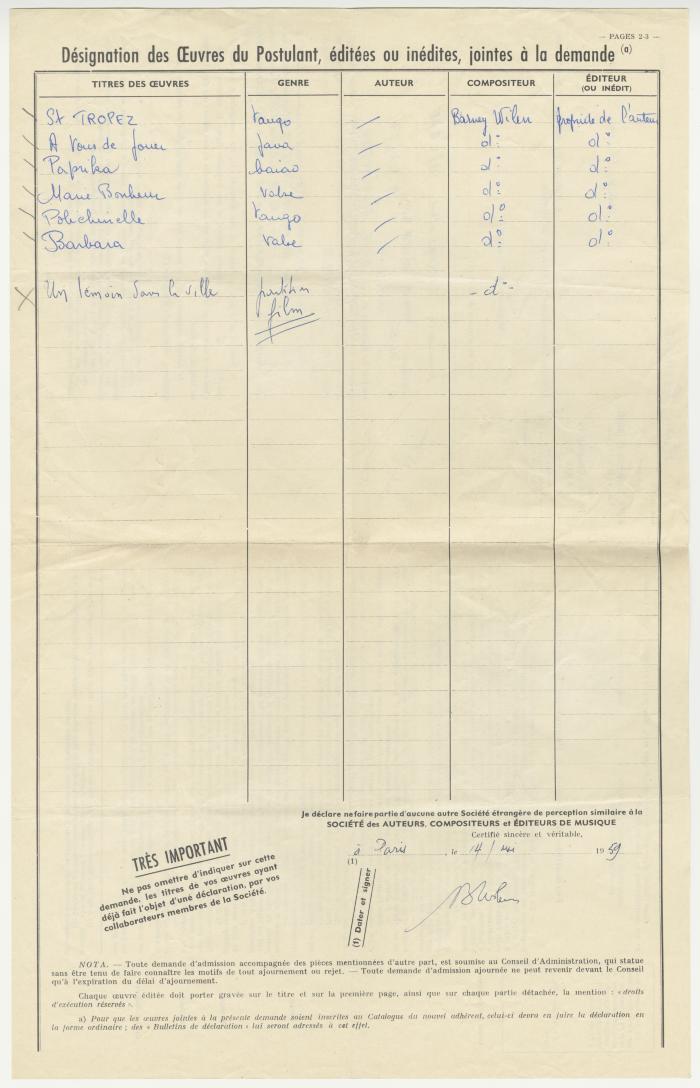 — PAGES 2-3 —
Désignation des Œuvres du Postulant, éditées ou inédites, jointes à la demande (a)
TITRES DES ŒUVRES GENRE AUTEUR COMPOSITEUR ÉDITEUR (OU INÉDIT)
St TROPEZ tango Barney Wilen propriété de l'auteur
A Vous de jouer java d°
Paprika baiao d° d°
Marie Bonheur Valse d° d°
Polichinelle tango d° d°
Barbara Valse d° d°
Un témoin dans la ville partition - d° -
film
Je déclare ne faire partie d'aucune autre Société étrangère de perception similaire à la
SOCIÉTÉ des AUTEURS, COMPOSITEURS et ÉDITEURS DE MUSIQUE
Certifié sincère et véritable,
à Paris, le 14/ mai 1959
(1)
(1) Dater et signer
BWilen
TRÈS IMPORTANT
Ne pas omettre d'indiquer sur cette
demande, les titres de vos œuvres ayant
déjà fait l'objet d'une déclaration, par vos
collaborateurs membres de la Société.
NOTA. — Toute demande d'admission accompagnée des pièces mentionnées d'autre part, est soumise au Conseil d'Administration, qui statue
sans être tenu de faire connaître les motifs de tout ajournement ou rejet. — Toute demande d'admission ajournée ne peut revenir devant le Conseil
qu'à l'expiration du délai d'ajournement.
Chaque œuvre éditée doit porter gravée sur le titre et sur la première page, ainsi que sur chaque partie détachée, la mention : « droits
d'exécution réservés ».
a) Pour que les œuvres jointes à la présente demande soient inscrites au Catalogue du nouvel adhérent, celui-ci devra en faire la déclaration en
la forme ordinaire ; des « Bulletins de déclaration » lui seront adressés à cet effet.